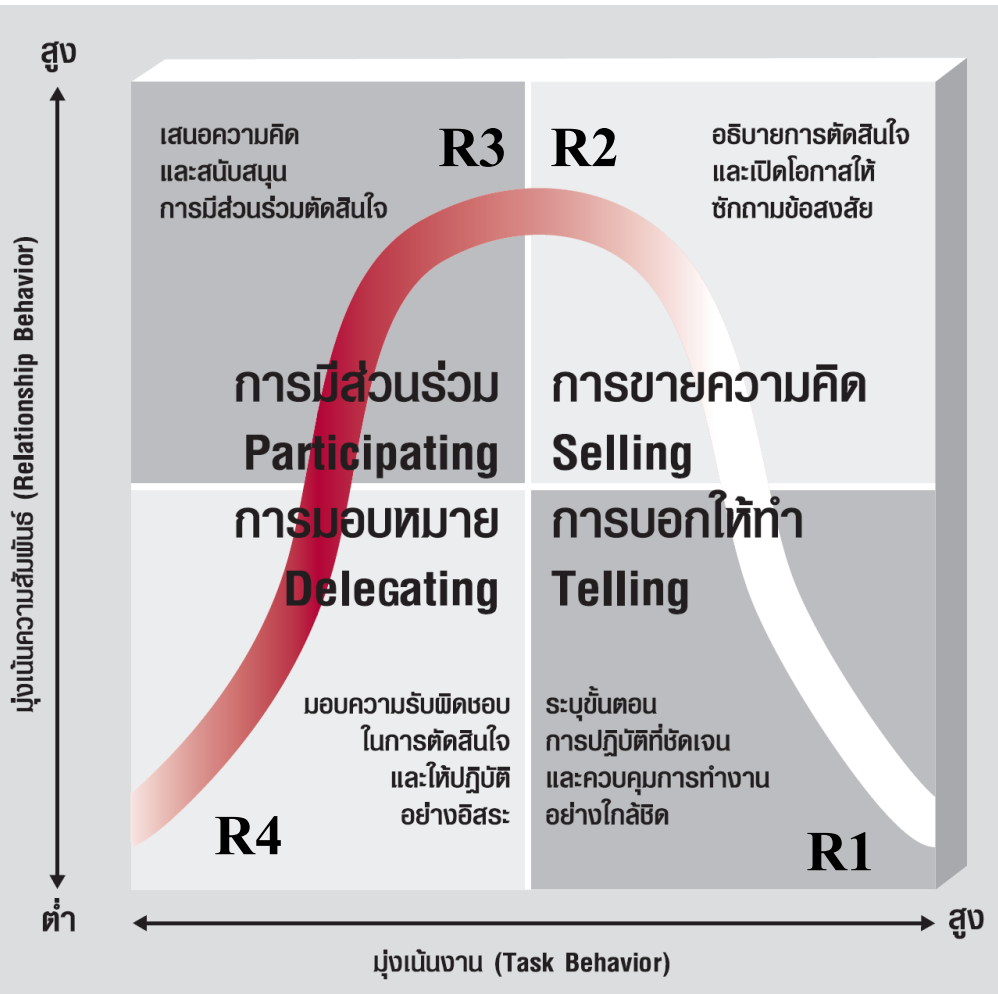 สูง
เสนอความคิด
และสนับสนุน
การมีส่วนร่วมตัดสินใจ
R3
R2
อธิบายการตัดสินใจ
และเปิดโอกาสให้
ซักถามข้อสงสัย
มุ่งเน้นความสัมพันธ์ (Relationship Behavior)
การมีส่วนร่วม
Participating
การขายความคิด
Selling
การมอบหมาย
Delegating
การบอกให้ทำ
Telling
มอบความรับผิดชอบ
ในการตัดสินใจ
และให้ปฏิบัติ
อย่างอิสระ
R4
ระบุขั้นตอน
การปฏิบัติที่ชัดเจน
และควบคุมการทำงาน
อย่างใกล้ชิด
R1
ต่ำ
สูง
มุ่งเน้นงาน (Task Behavior)